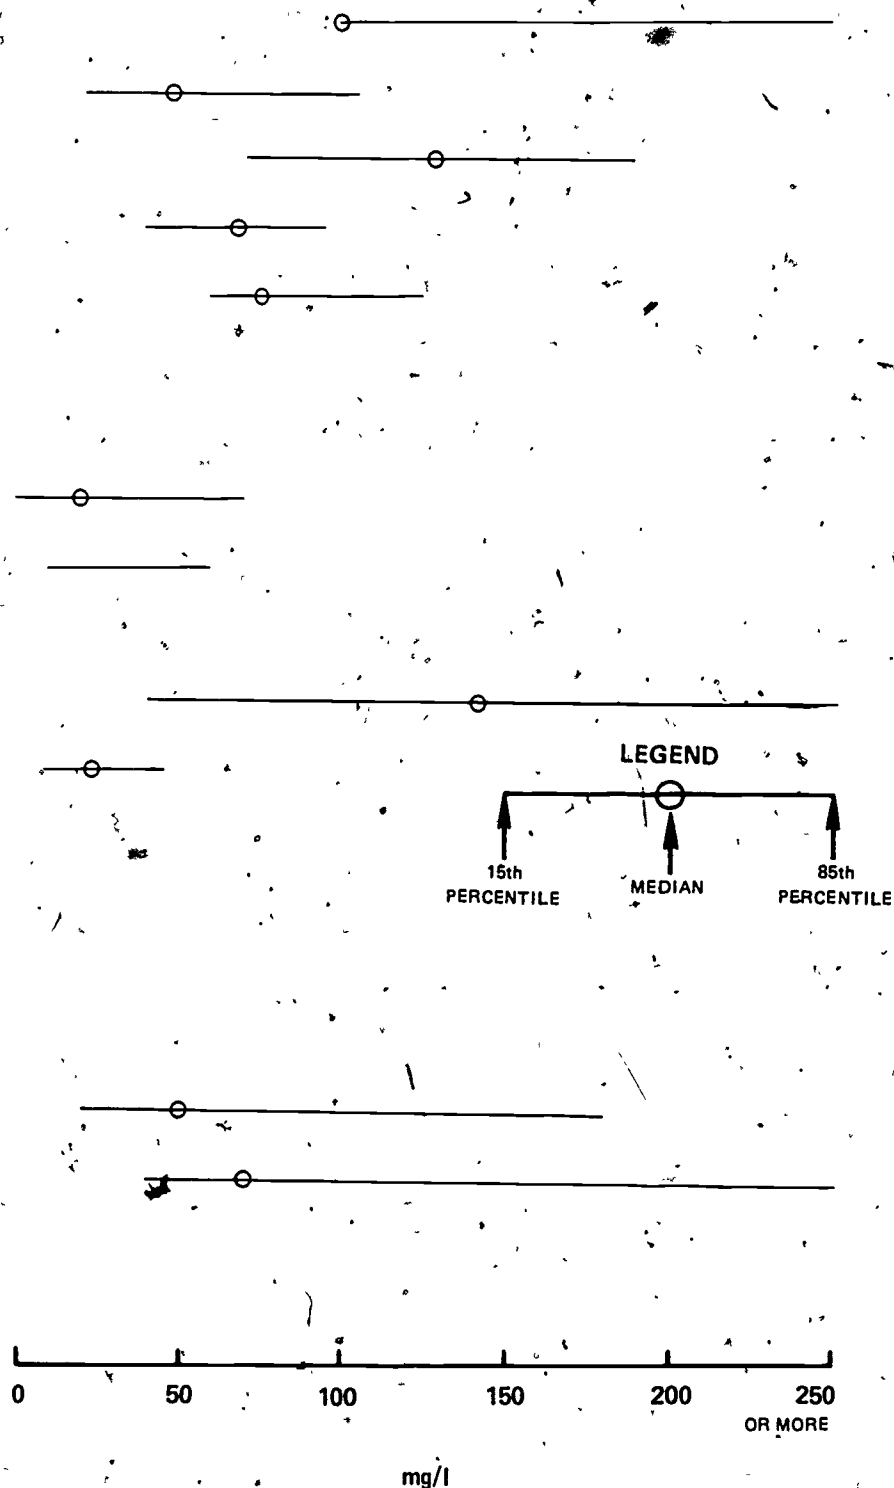 LEGEND
15th
PERCENTILE
MEDIAN
85th
PERCENTILE
0 50 100 150 200 250
OR MORE
mg/l